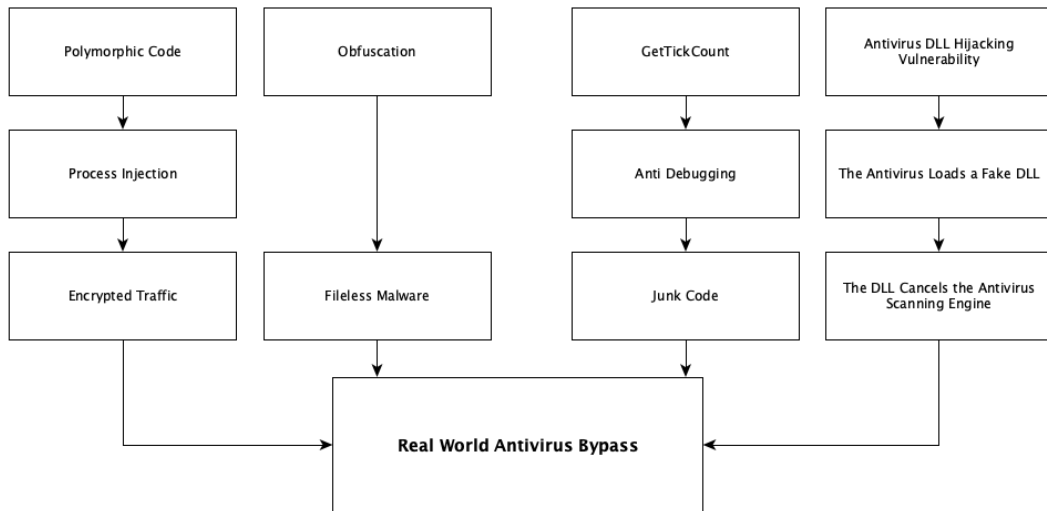 Polymorphic Code
Obfuscation
GetTickCount
Antivirus DLL Hijacking
Vulnerability
Process Injection
Anti Debugging
The Antivirus Loads a Fake DLL
Encrypted Traffic
Fileless Malware
Junk Code
The DLL Cancels the Antivirus
Scanning Engine
Real World Antivirus Bypass